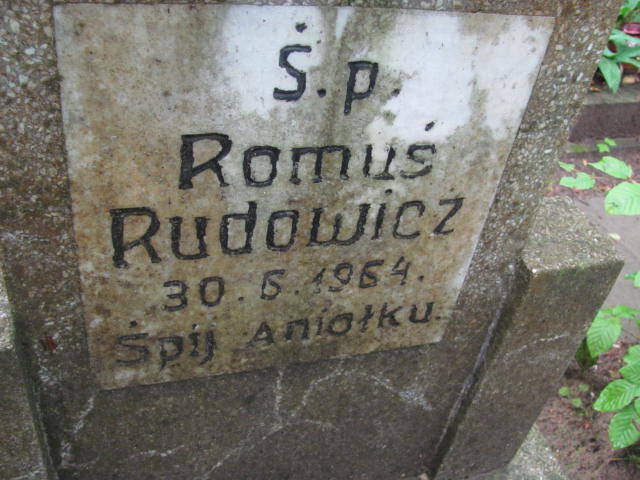 Ś.p.
Romuś
Rudowicz
30.6.1964.
Śpij Aniołku.